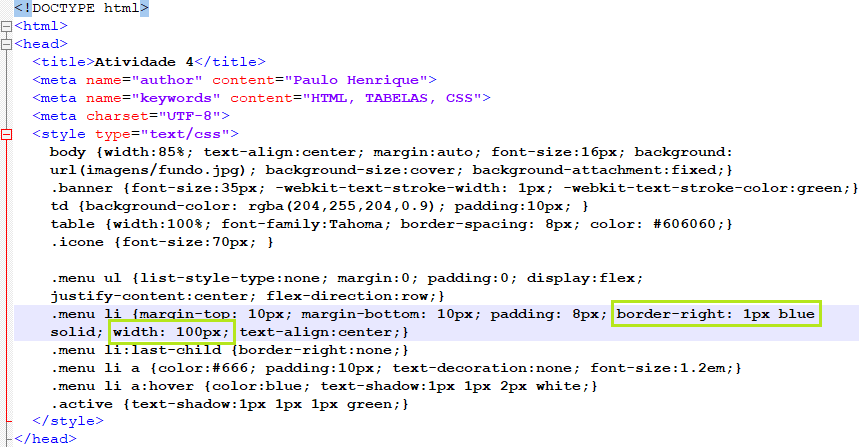 <!DOCTYPE html>
<html>
<head>
<title>Atividade 4</title>
<meta name="author" content="Paulo Henrique">
<meta name="keywords" content="HTML, TABELAS, CSS">
<meta charset="UTF-8">
<style type="text/css">
body {width:85%; text-align:center; margin:auto; font-size:16px; background:
url(imagens/fundo.jpg); background-size:cover; background-attachment:fixed;}
.banner {font-size:35px; -webkit-text-stroke-width: 1px; -webkit-text-stroke-color:green;}
td {background-color: rgba(204,255,204,0.9); padding:10px; }
table {width:100%; font-family:Tahoma; border-spacing: 8px; color: #606060;}
.icone {font-size:70px; }
.menu ul {list-style-type:none; margin:0; padding:0; display:flex;
justify-content:center; flex-direction:row;}
.menu li {margin-top: 10px; margin-bottom: 10px; padding: 8px; border-right: 1px blue
solid; width: 100px; text-align:center;}
.menu li:last-child {border-right:none;}
.menu li a {color:#666; padding:10px; text-decoration:none; font-size:1.2em;}
.menu li a:hover {color:blue; text-shadow:1px 1px 2px white;}
.active {text-shadow:1px 1px 1px green;}
</style>
</head>